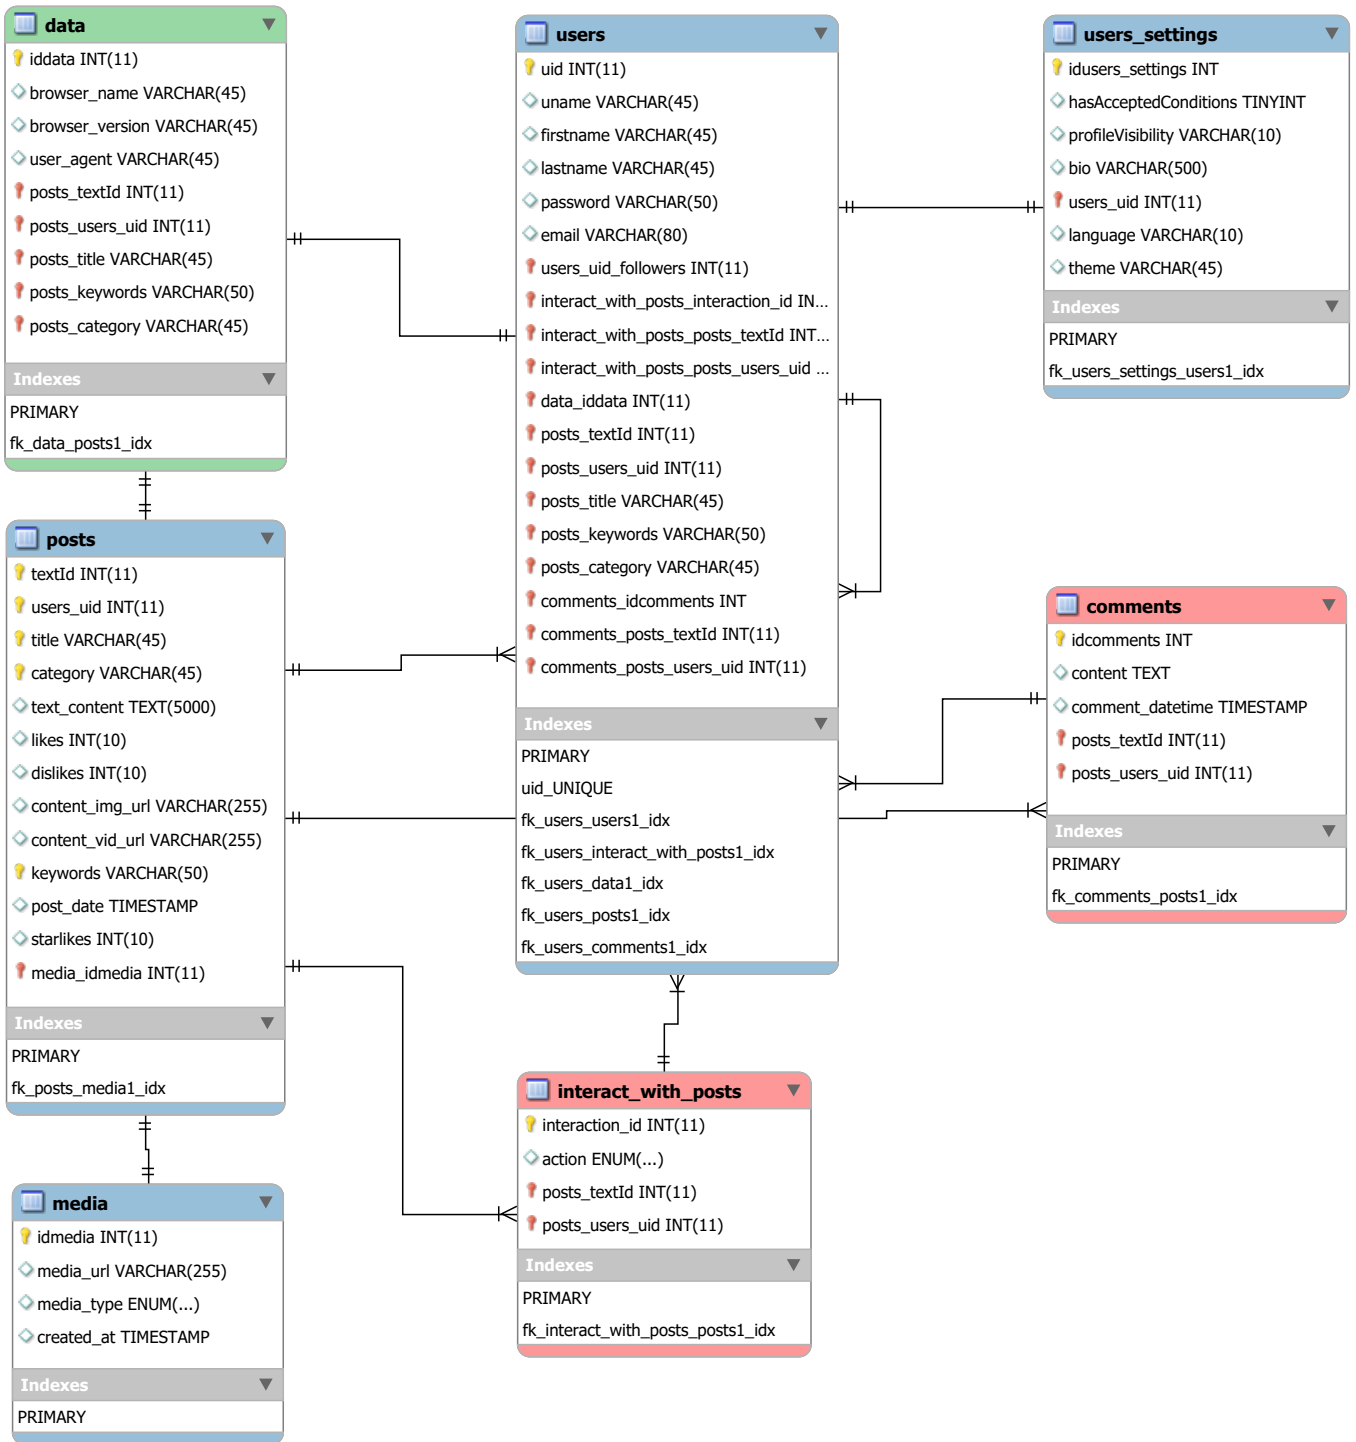 data
iddata INT(11)
browser_name VARCHAR(45)
browser_version VARCHAR(45)
user_agent VARCHAR(45)
posts_textId INT(11)
posts_users_uid INT(11)
posts_title VARCHAR(45)
posts_keywords VARCHAR(50)
posts_category VARCHAR(45)
Indexes
PRIMARY
fk_data_posts1_idx
users
uid INT(11)
uname VARCHAR(45)
firstname VARCHAR(45)
lastname VARCHAR(45)
password VARCHAR(50)
email VARCHAR(80)
users_uid_followers INT(11)
interact_with_posts_interaction_id IN...
interact_with_posts_posts_textId INT...
interact_with_posts_posts_users_uid ...
data_iddata INT(11)
posts_textId INT(11)
posts_users_uid INT(11)
posts_title VARCHAR(45)
posts_keywords VARCHAR(50)
posts_category VARCHAR(45)
comments_idcomments INT
comments_posts_textId INT(11)
comments_posts_users_uid INT(11)
Indexes
PRIMARY
uid_UNIQUE
fk_users_users1_idx
fk_users_interact_with_posts1_idx
fk_users_data1_idx
fk_users_posts1_idx
fk_users_comments1_idx
users_settings
idusers_settings INT
hasAcceptedConditions TINYINT
profileVisibility VARCHAR(10)
bio VARCHAR(500)
users_uid INT(11)
language VARCHAR(10)
theme VARCHAR(45)
Indexes
PRIMARY
fk_users_settings_users1_idx
posts
textId INT(11)
users_uid INT(11)
title VARCHAR(45)
category VARCHAR(45)
text_content TEXT(5000)
likes INT(10)
dislikes INT(10)
content_img_url VARCHAR(255)
content_vid_url VARCHAR(255)
keywords VARCHAR(50)
post_date TIMESTAMP
starlikes INT(10)
media_idmedia INT(11)
Indexes
PRIMARY
fk_posts_media1_idx
comments
idcomments INT
content TEXT
comment_datetime TIMESTAMP
posts_textId INT(11)
posts_users_uid INT(11)
Indexes
PRIMARY
fk_comments_posts1_idx
interact_with_posts
interaction_id INT(11)
action ENUM(...)
posts_textId INT(11)
posts_users_uid INT(11)
Indexes
PRIMARY
fk_interact_with_posts_posts1_idx
media
idmedia INT(11)
media_url VARCHAR(255)
media_type ENUM(...)
created_at TIMESTAMP
Indexes
PRIMARY